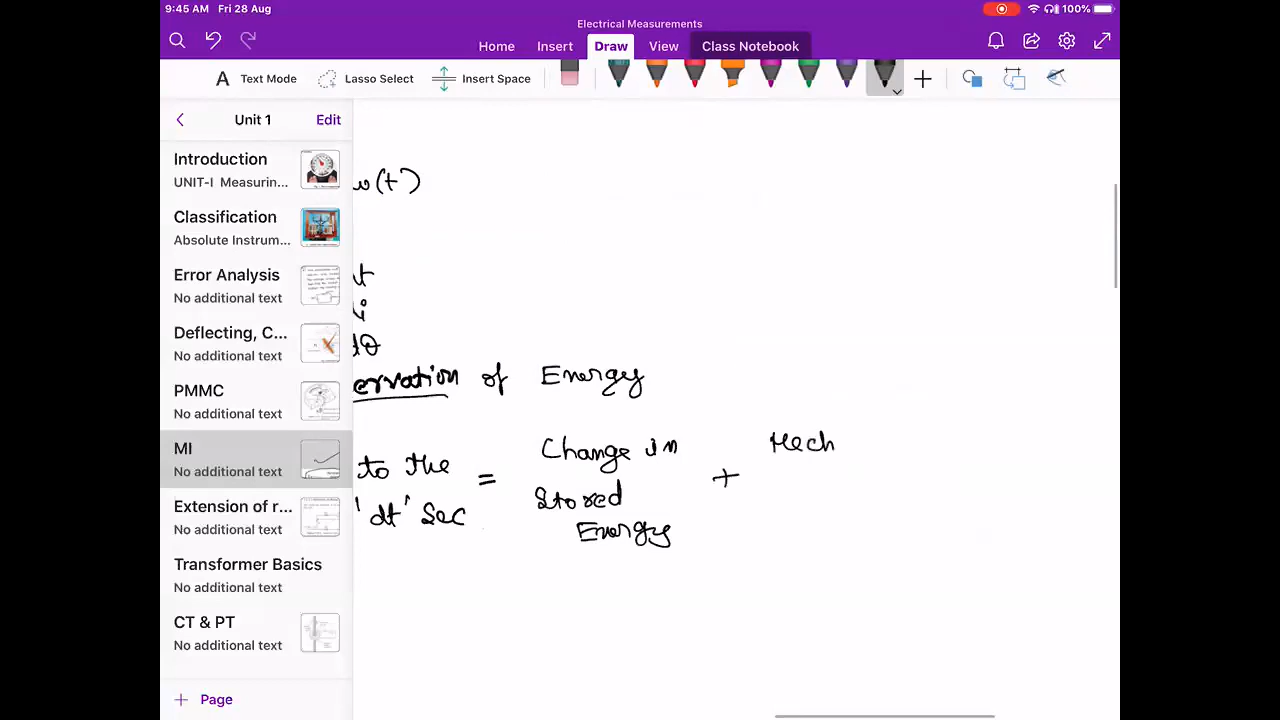 9:45 AM Fri 28 Aug
100%
Electrical Measurements
Home Insert Draw View Class Notebook
Text Mode Lasso Select Insert Space
Unit 1 Edit
Introduction
UNIT-I Measurin...
Classification
Absolute Instrum...
Error Analysis
No additional text
Deflecting, C...
No additional text
PMMC
No additional text
MI
No additional text
Extension of r...
No additional text
Transformer Basics
No additional text
CT & PT
No additional text
+ Page
ω(t)
dθ
ervation of Energy
to the = Change in + Mech
'dt' Sec Stored
Energy